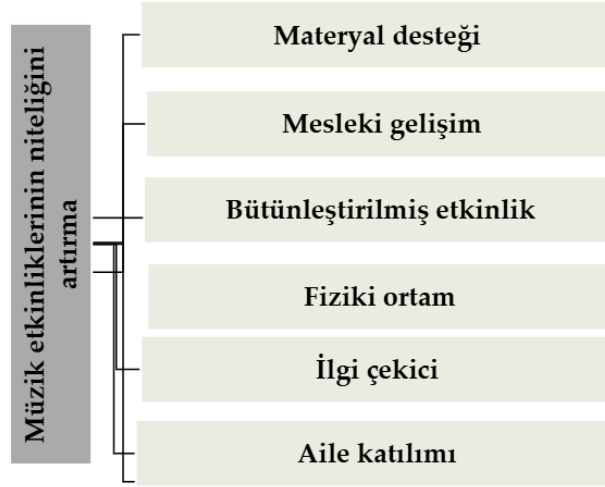 Müzik etkinliklerinin niteliğini
artırma
Materyal desteği
Mesleki gelişim
Bütünleştirilmiş etkinlik
Fiziki ortam
İlgi çekici
Aile katılımı